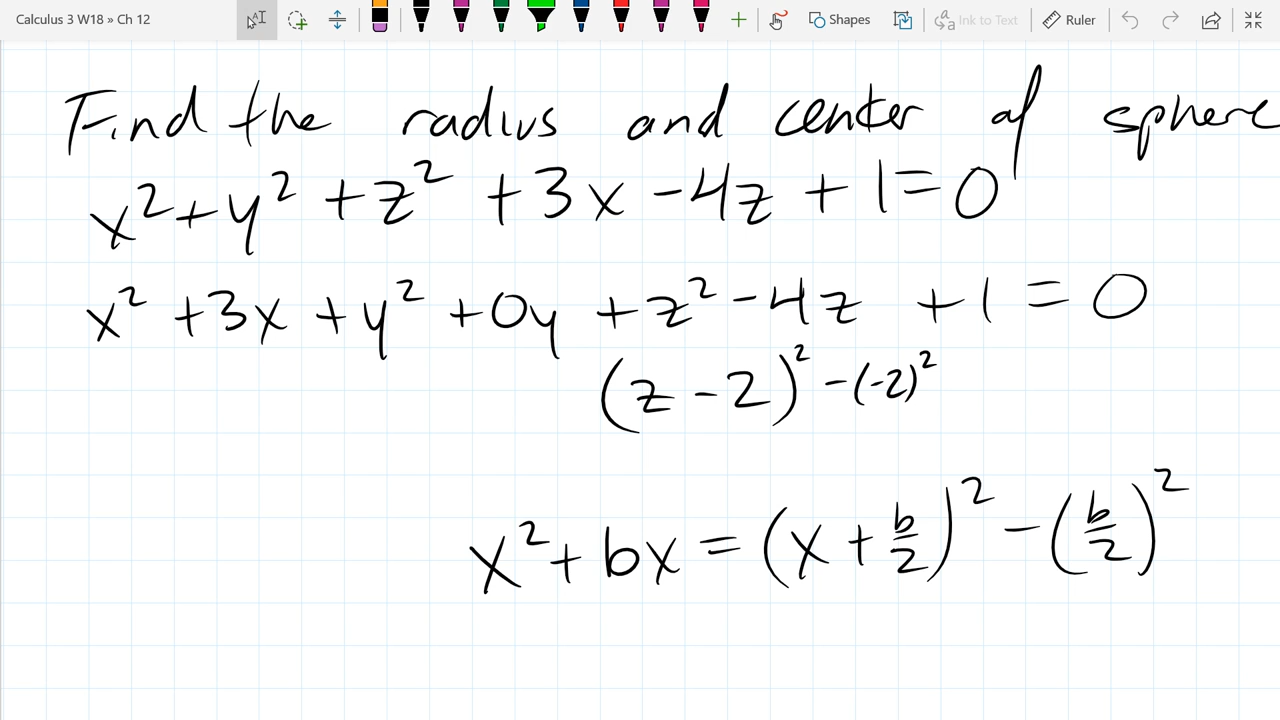 Calculus 3 W18 » Ch 12
Shapes
Ink to Text
Ruler
Find the radius and center of sphere
x² + y² + z² + 3x - 4z + 1 = 0
x² + 3x + y² + 0y + z² - 4z + 1 = 0
(z - 2)² - (-2)²
x² + bx = (x + b/2)² - (b/2)²